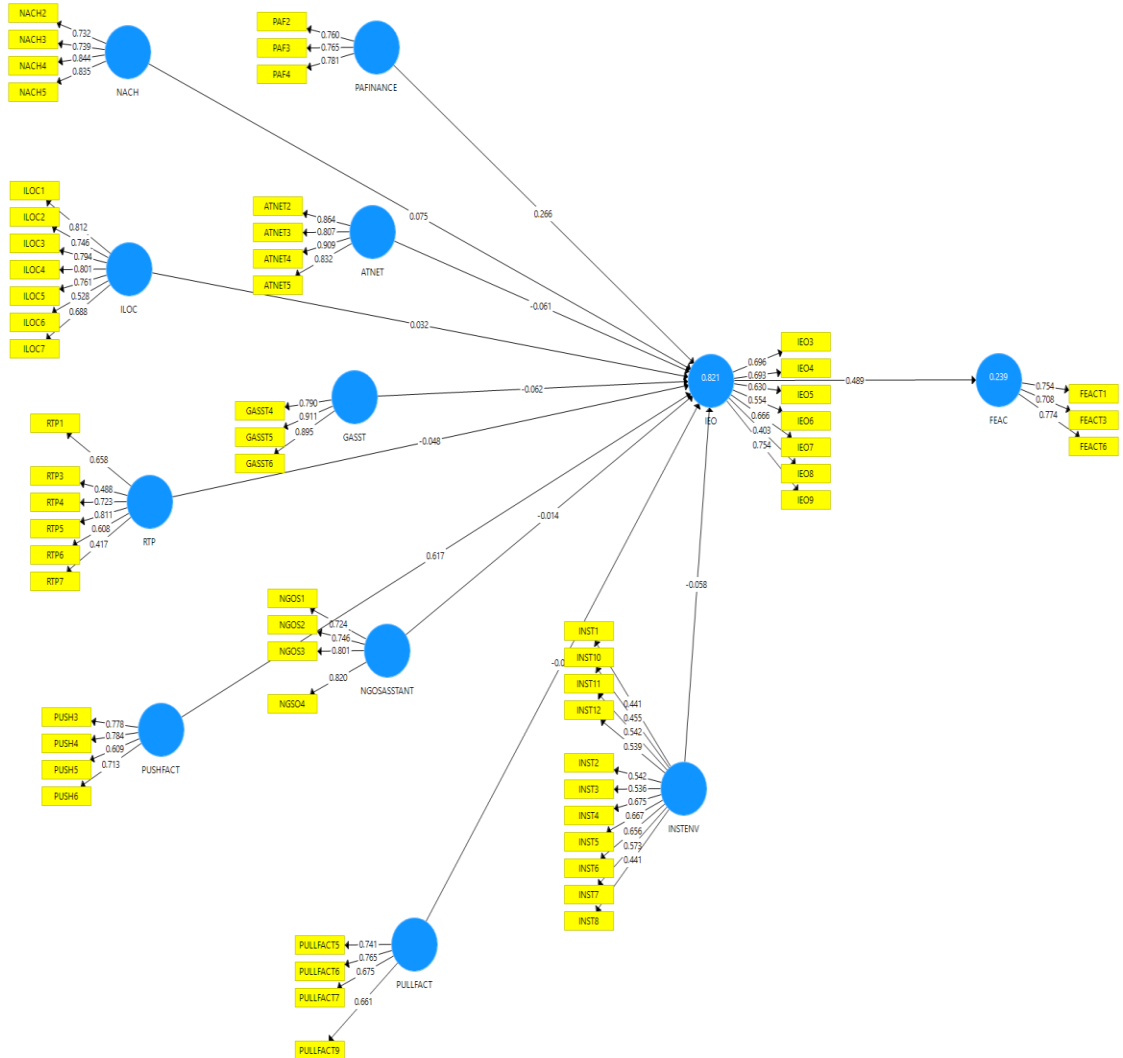 NACH2
NACH3
NACH4
NACH5
0.732
0.739
0.844
0.835
NACH
PAF2
PAF3
PAF4
0.760
0.765
0.781
PAFINANCE
ILOC1
ILOC2
ILOC3
ILOC4
ILOC5
ILOC6
ILOC7
0.812
0.746
0.794
0.801
0.761
0.528
0.688
ILOC
ATNET2
ATNET3
ATNET4
ATNET5
0.864
0.807
0.909
0.832
ATNET
0.075
0.266
-0.061
0.032
-0.062
-0.048
GASST4
GASST5
GASST6
0.790
0.911
0.895
GASST
RTP1
RTP3
RTP4
RTP5
RTP6
RTP7
0.658
0.488
0.723
0.811
0.608
0.417
RTP
0.821
IEO
0.696
0.693
0.630
0.554
0.666
0.403
0.754
IEO3
IEO4
IEO5
IEO6
IEO7
IEO8
IEO9
0.489
0.239
FEAC
0.754
0.708
0.774
FEACT1
FEACT3
FEACT6
-0.014
0.617
-0.058
NGOS1
NGOS2
NGOS3
NGSO4
0.724
0.746
0.801
0.820
NGOSASSTANT
PUSH3
PUSH4
PUSH5
PUSH6
0.778
0.784
0.609
0.713
PUSHFACT
-0.0
INST1
INST10
INST11
INST12
INST2
INST3
INST4
INST5
INST6
INST7
INST8
0.441
0.455
0.542
0.539
0.542
0.536
0.675
0.667
0.656
0.573
0.441
INSTENV
PULLFACT5
PULLFACT6
PULLFACT7
PULLFACT9
0.741
0.765
0.675
0.661
PULLFACT